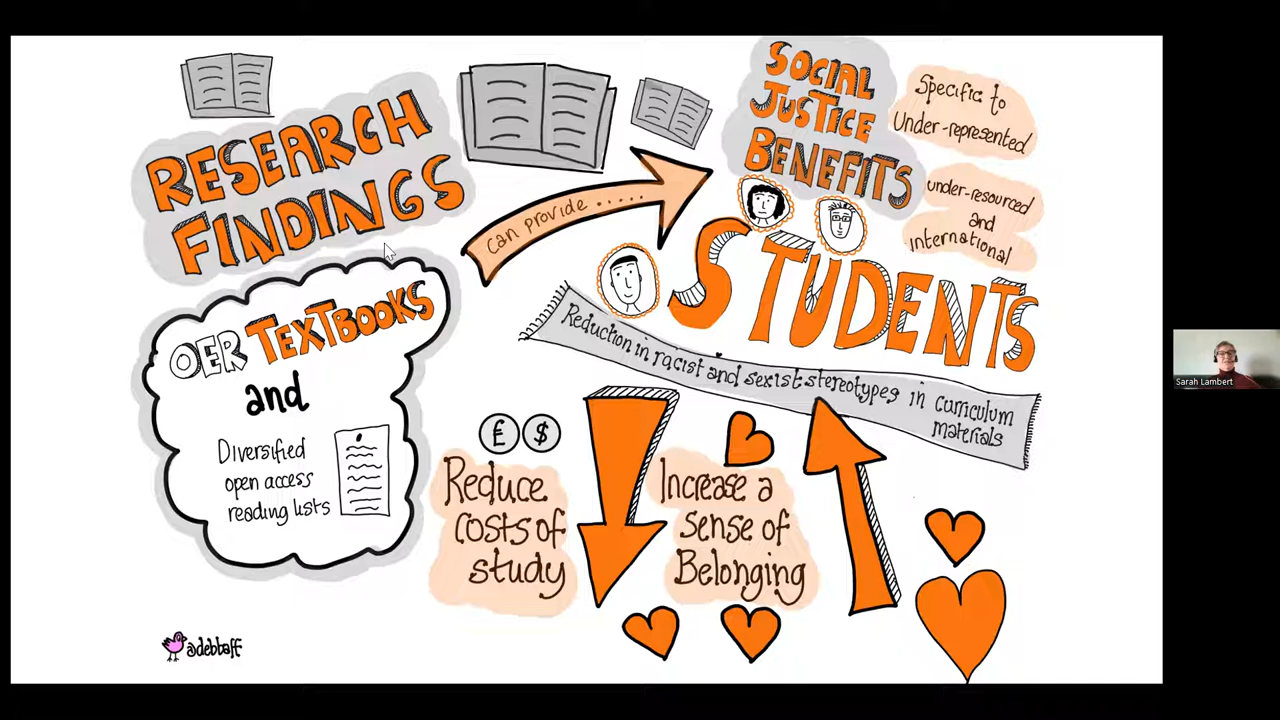 RESEARCH
FINDINGS
OER TEXTBOOKS
and
Diversified
open access
reading lists
can provide .....
SOCIAL
JUSTICE
BENEFITS
Specific to
Under-represented
under-resourced
and
international
STUDENTS
Reduction in racist and sexist stereotypes in curriculum
materials
£ $
Reduce
costs of
study
Increase a
sense of
Belonging
@debbaff
Sarah Lambert